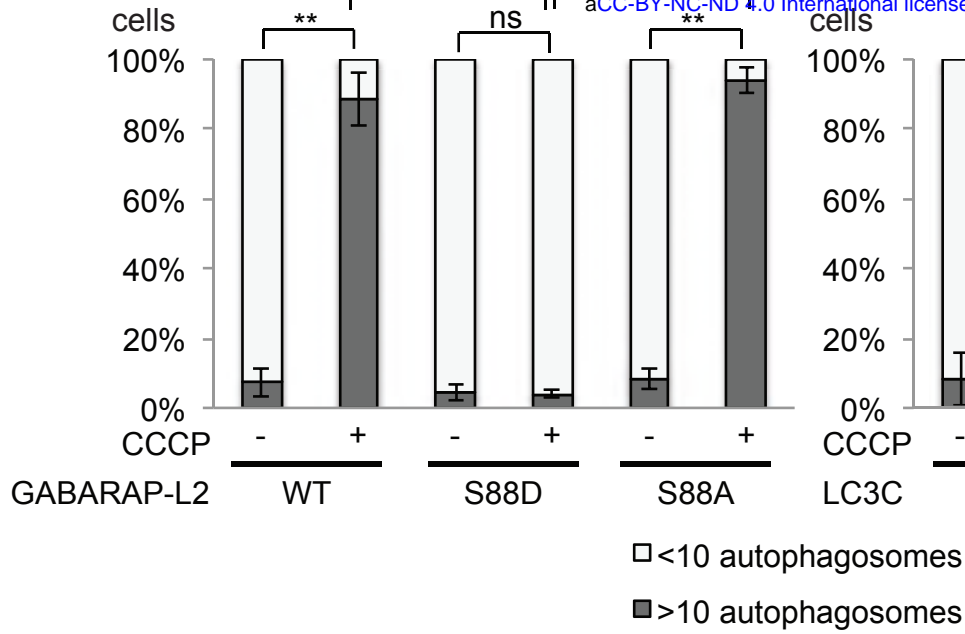 aCC-BY-NC-ND 4.0 International license
cells ** ns ** cells
100% 100%
80% 80%
60% 60%
40% 40%
20% 20%
0% 0%
CCCP - + - + - + CCCP -
GABARAP-L2 WT S88D S88A LC3C
<10 autophagosomes
>10 autophagosomes